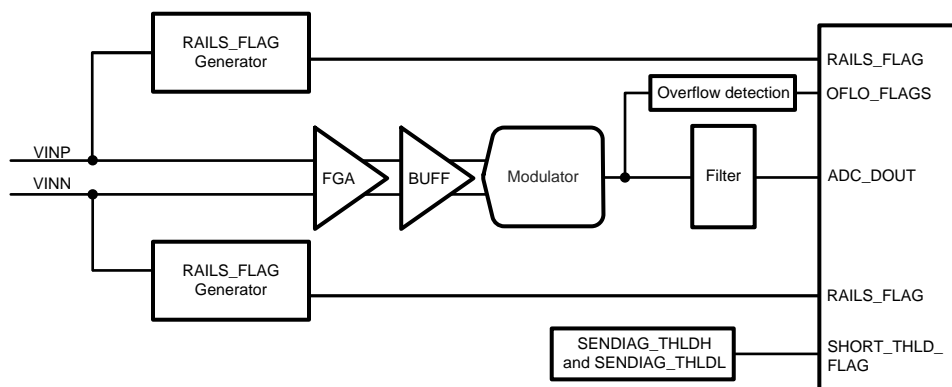 RAILS_FLAG
Generator
RAILS_FLAG
Overflow detection
OFLO_FLAGS
VINP
FGA
BUFF
Modulator
Filter
ADC_DOUT
VINN
RAILS_FLAG
Generator
RAILS_FLAG
SENDIAG_THLDH
and SENDIAG_THLDL
SHORT_THLD_
FLAG